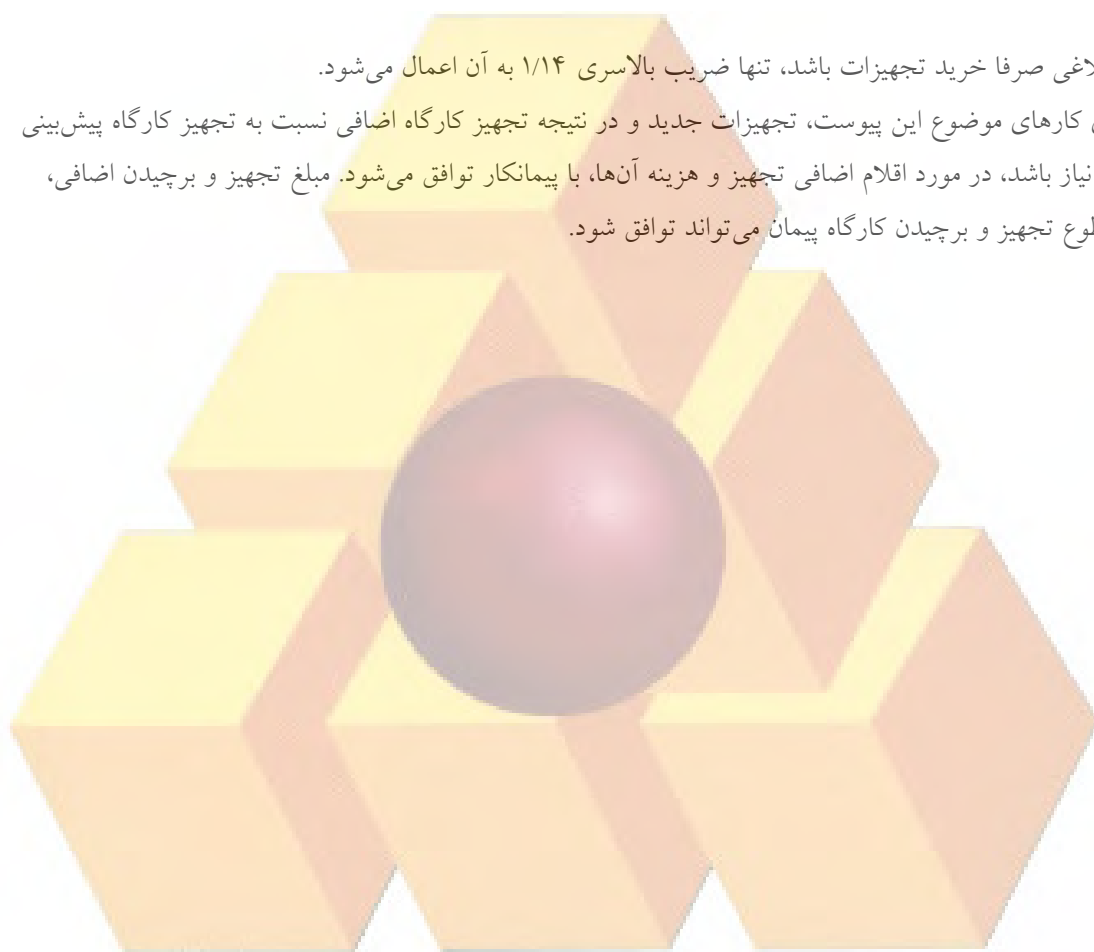 صرفا خرید تجهیزات باشد، تنها ضریب بالاسری ۱/۱۴ به آن اعمال می‌شود.
کارهای موضوع این پیوست، تجهیزات جدید و در نتیجه تجهیز کارگاه اضافی نسبت به تجهیز کارگاه پیش‌بینی
نیاز باشد، در مورد اقلام اضافی تجهیز و هزینه آن‌ها، با پیمانکار توافق می‌شود. مبلغ تجهیز و برچیدن اضافی،
تجهیز و برچیدن کارگاه پیمان می‌تواند توافق شود.